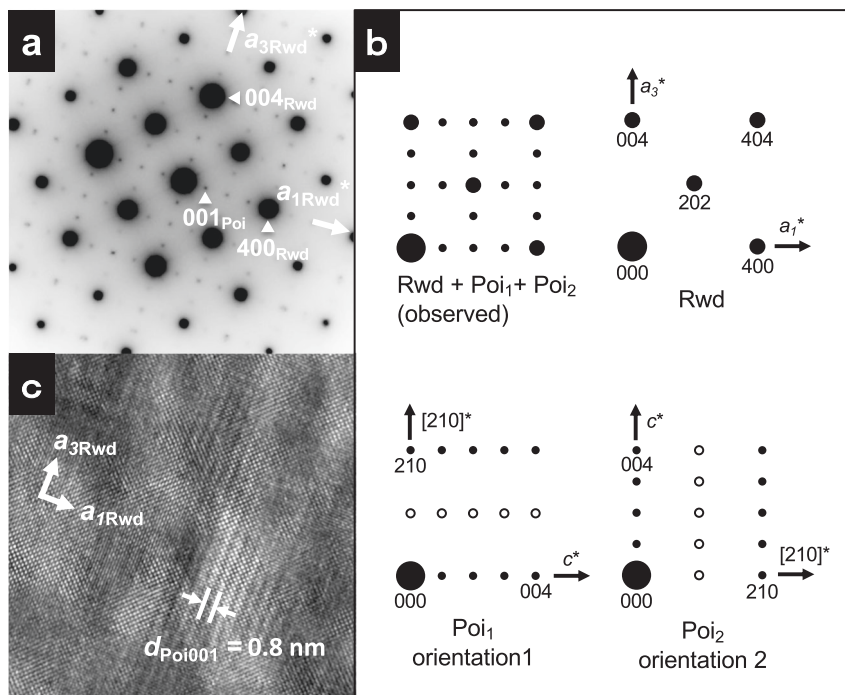 a
a3Rwd*
004Rwd
a1Rwd*
001Poi
400Rwd
b
a3*
004
404
202
a1*
000
400
Rwd + Poi1+ Poi2
(observed)
Rwd
c
a3Rwd
a1Rwd
dPoi001 = 0.8 nm
[210]*
210
c*
000
004
Poi1
orientation1
c*
004
[210]*
000
210
Poi2
orientation 2